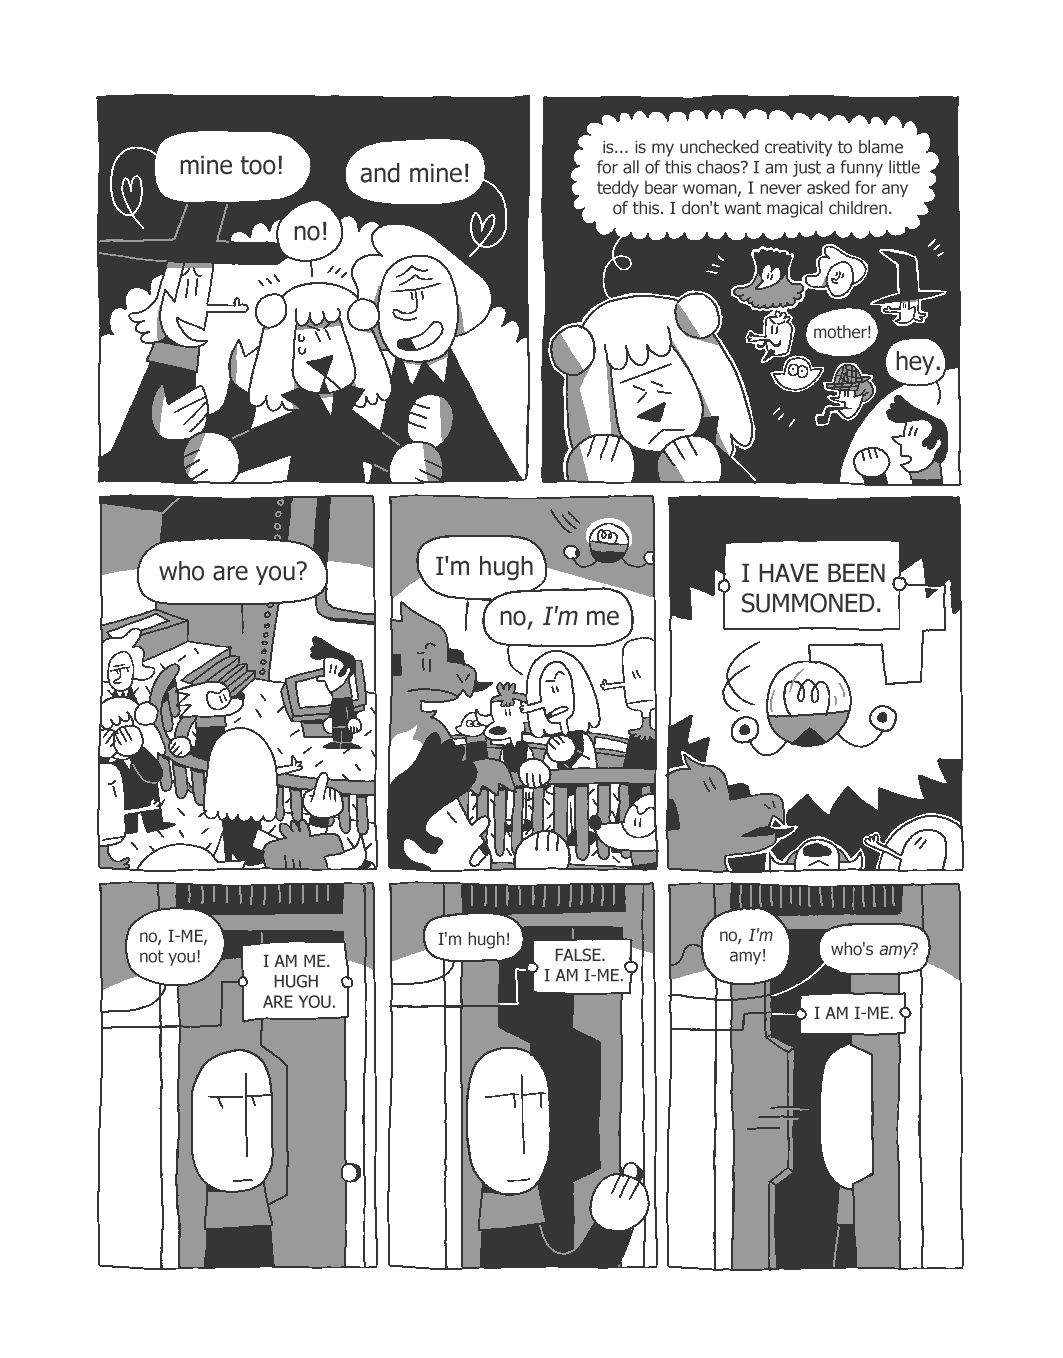 mine too!
and mine!
no!
is... is my unchecked creativity to blame
for all of this chaos? I am just a funny little
teddy bear woman, I never asked for any
of this. I don't want magical children.
mother!
hey.
who are you?
I'm hugh
no, I'm me
I HAVE BEEN
SUMMONED.
no, I-ME,
not you!
I AM ME.
HUGH
ARE YOU.
I'm hugh!
FALSE.
I AM I-ME.
no, I'm
amy!
who's amy?
I AM I-ME.